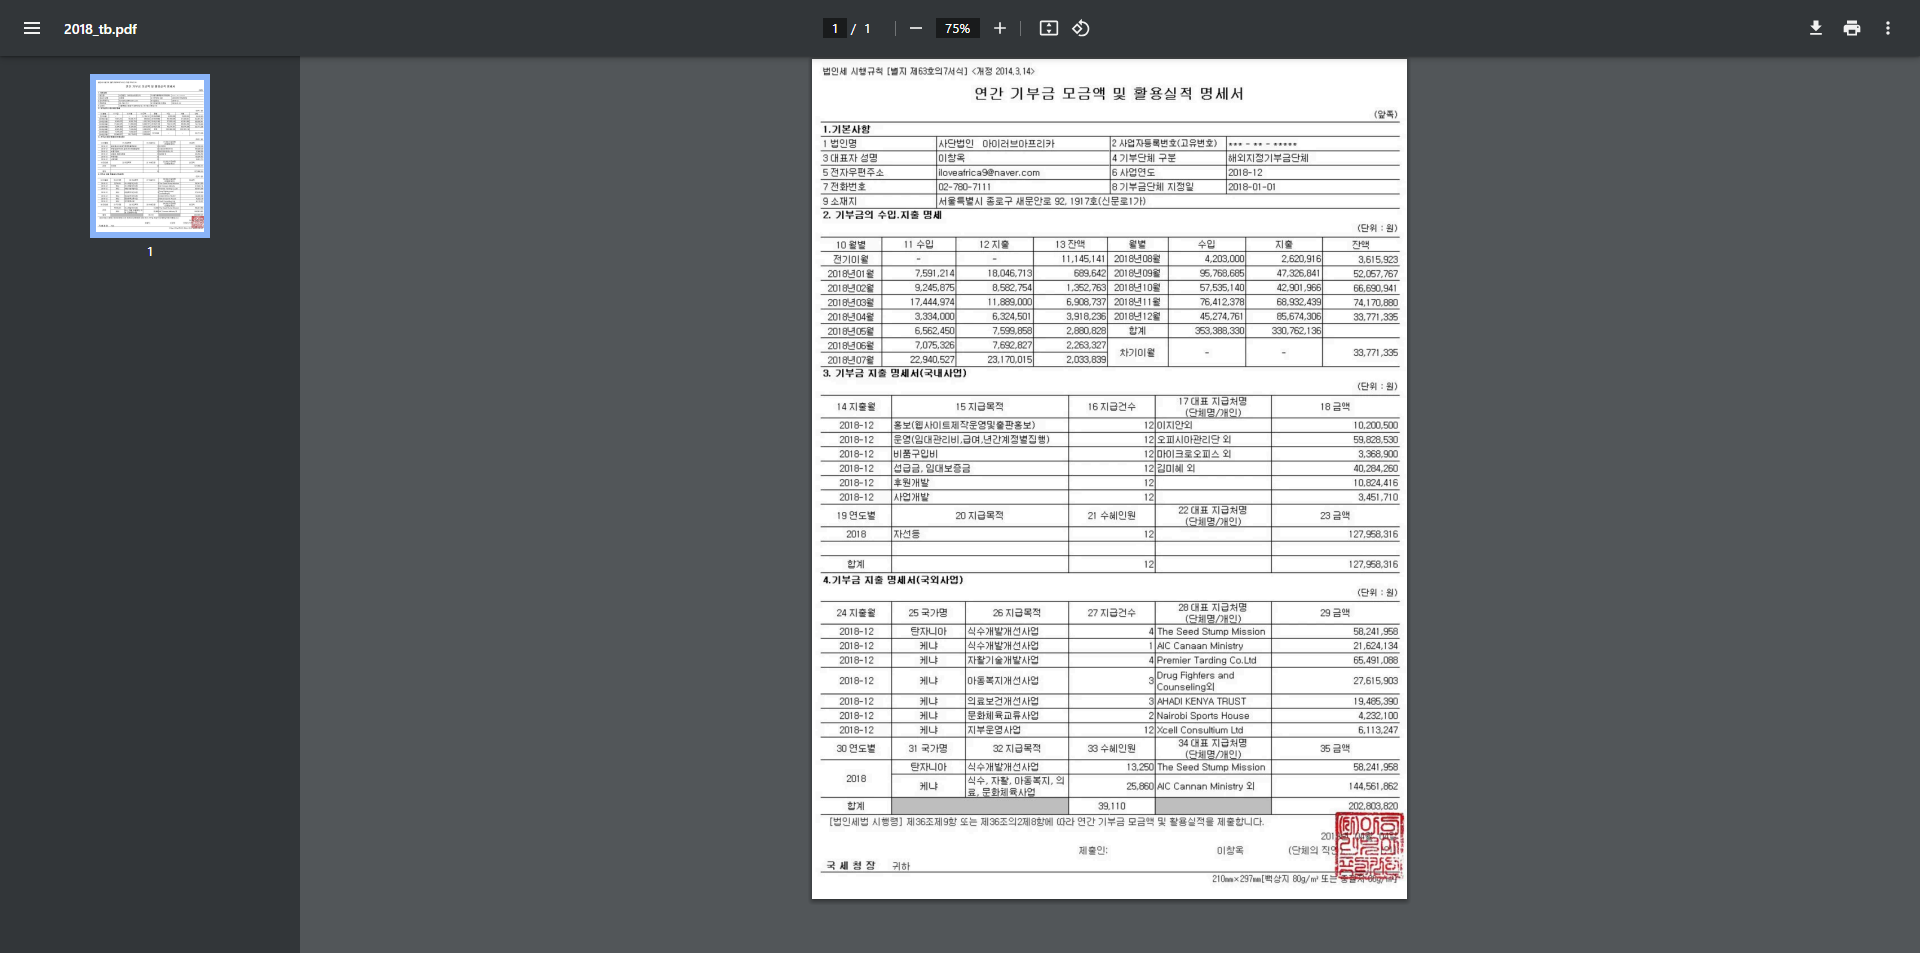 2018_tb.pdf
1 / 1
75%
1
법인세 시행규칙 [별지 제63호의7서식] <개정 2014.3.14>
연간 기부금 모금액 및 활용실적 명세서
(앞쪽)
1.기본사항
1 법인명 사단법인 아이러브아프리카 2 사업자등록번호(고유번호) *** - ** - *****
3 대표자 성명 이창옥 4 기부단체 구분 해외지정기부금단체
5 전자우편주소 iloveafrica9@naver.com 6 사업연도 2018-12
7 전화번호 02-780-7111 8 기부금단체 지정일 2018-01-01
9 소재지 서울특별시 종로구 새문안로 92, 1917호(신문로1가)
2. 기부금의 수입.지출 명세
(단위 : 원)
10 월별 11 수입 12 지출 13 잔액 월별 수입 지출 잔액
전기이월 - - 11,145,141 2018년08월 4,203,000 2,620,916 3,615,923
2018년01월 7,591,214 18,046,713 689,642 2018년09월 95,768,685 47,326,841 52,057,767
2018년02월 9,245,875 8,582,754 1,352,763 2018년10월 57,535,140 42,901,966 66,690,941
2018년03월 17,444,974 11,889,000 6,908,737 2018년11월 76,412,378 68,932,439 74,170,880
2018년04월 3,334,000 6,324,501 3,918,236 2018년12월 45,274,761 85,674,306 33,771,335
2018년05월 6,562,450 7,599,858 2,880,828 합계 353,388,330 330,762,136
2018년06월 7,075,326 7,692,827 2,263,327
차기이월 - - 33,771,335
2018년07월 22,940,527 23,170,015 2,033,839
3. 기부금 지출 명세서(국내사업)
(단위 : 원)
14 지출월 15 지급목적 16 지급건수 17 대표 지급처명 (단체명/개인) 18 금액
2018-12 홍보(웹사이트제작운영및출판홍보) 12 이지안외 10,200,500
2018-12 운영(임대관리비,급여,년간계정별집행) 12 오피시아관리단 외 59,828,530
2018-12 비품구입비 12 마이크로오피스 외 3,368,900
2018-12 섭급금, 임대보증금 12 김미혜 외 40,284,260
2018-12 후원개발 12 10,824,416
2018-12 사업개발 12 3,451,710
19 연도별 20 지급목적 21 수혜인원 22 대표 지급처명 (단체명/개인) 23 금액
2018 자선등 12 127,958,316
합계 12 127,958,316
4.기부금 지출 명세서(국외사업)
(단위 : 원)
24 지출월 25 국가명 26 지급목적 27 지급건수 28 대표 지급처명 (단체명/개인) 29 금액
2018-12 탄자니아 식수개발개선사업 4 The Seed Stump Mission 58,241,958
2018-12 케냐 식수개발개선사업 1 AIC Canaan Ministry 21,624,134
2018-12 케냐 자활기술개발사업 4 Premier Tarding Co.Ltd 65,491,088
2018-12 케냐 아동복지개선사업 3 Drug Fighfers and Counseling외 27,615,903
2018-12 케냐 의료보건개선사업 3 AHADI KENYA TRUST 19,485,390
2018-12 케냐 문화체육교류사업 2 Nairobi Sports House 4,232,100
2018-12 케냐 지부운영사업 12 Xcell Consultium Ltd 6,113,247
30 연도별 31 국가명 32 지급목적 33 수혜인원 34 대표 지급처명 (단체명/개인) 35 금액
2018 탄자니아 식수개발개선사업 13,250 The Seed Stump Mission 58,241,958
케냐 식수, 자활, 아동복지, 의료, 문화체육사업 25,860 AIC Cannan Ministry 외 144,561,862
합계 39,110 202,803,820
[법인세법 시행령] 제36조제9항 또는 제36조의2제8항에 따라 연간 기부금 모금액 및 활용실적을 제출합니다.
제출인: 이창옥 (단체의 직인)
국 세 청 장 귀하
210㎜×297㎜[백상지 80g/㎡ 또는 중질지 80g/㎡]